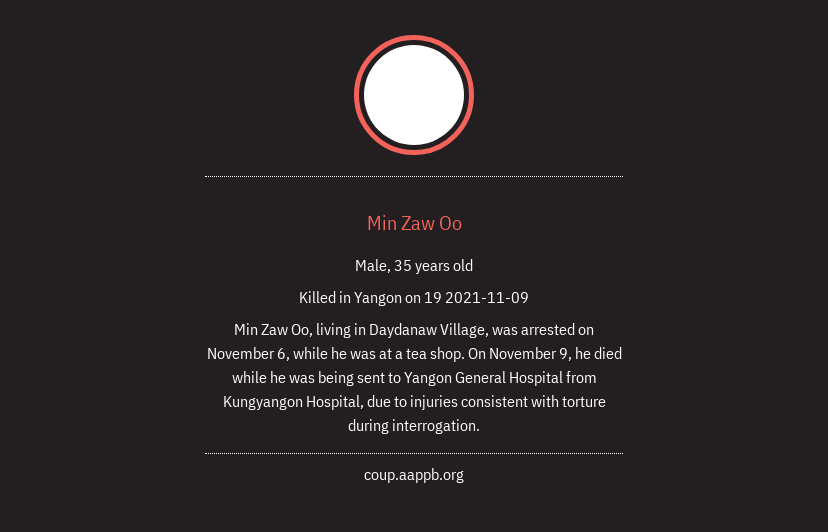 Min Zaw Oo
Male, 35 years old
Killed in Yangon on 19 2021-11-09
Min Zaw Oo, living in Daydanaw Village, was arrested on
November 6, while he was at a tea shop. On November 9, he died
while he was being sent to Yangon General Hospital from
Kungyangon Hospital, due to injuries consistent with torture
during interrogation.
coup.aappb.org